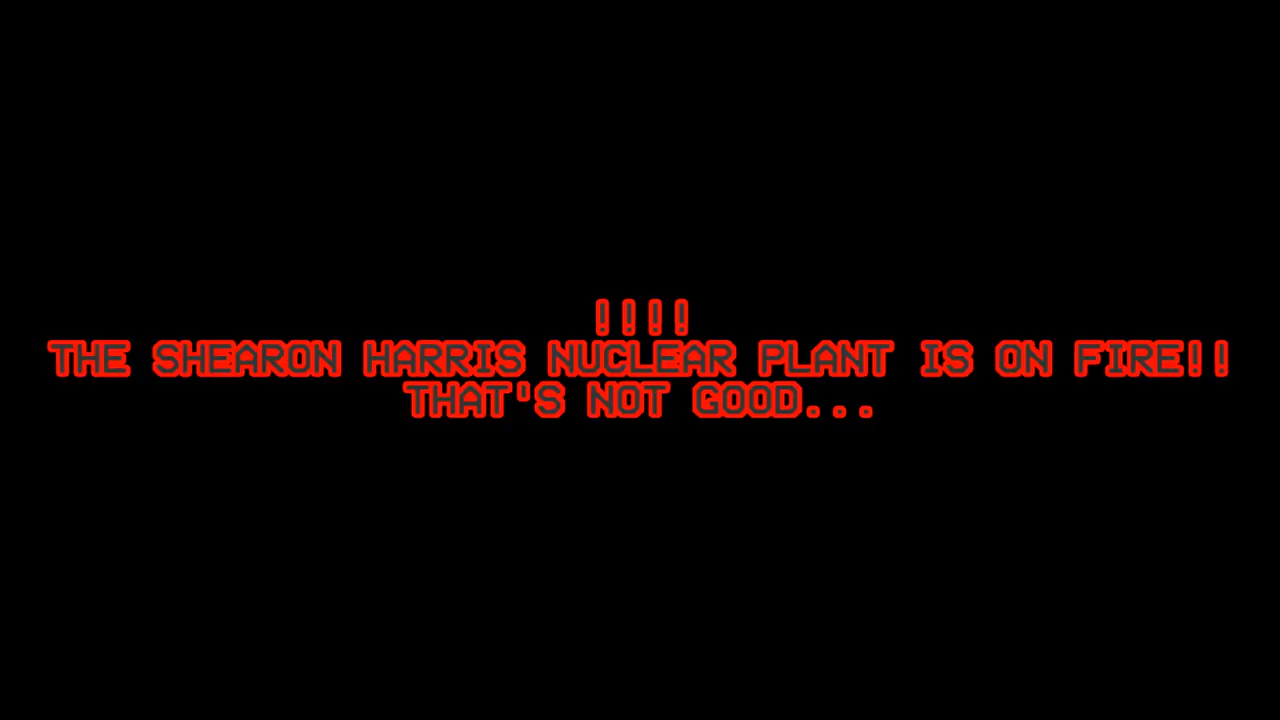 !!!!
THE SHEARON HARRIS NUCLEAR PLANT IS ON FIRE!!
THAT'S NOT GOOD...